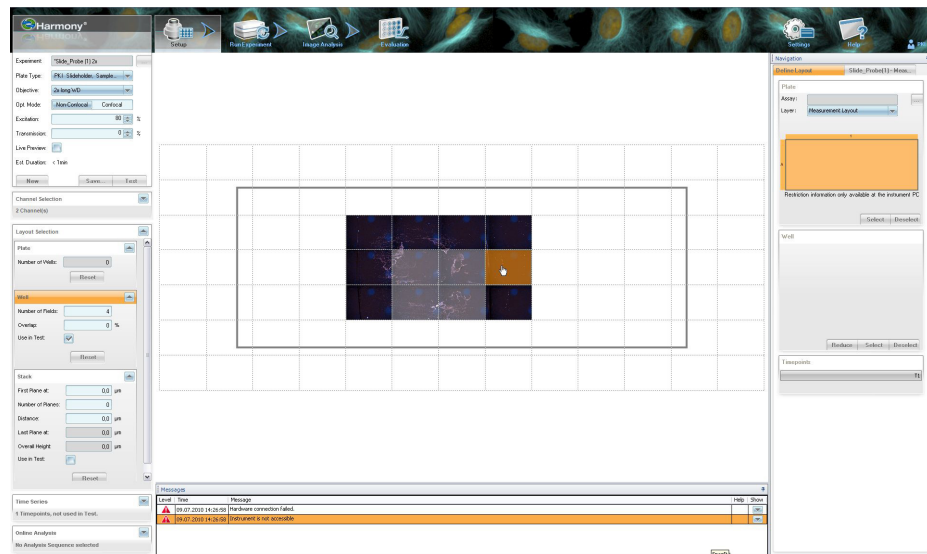 Harmony®
Setup
Run Experiment
Image Analysis
Evaluation
Settings
Help
Experiment: *Slide_Probe (1) 2x
Plate Type: PKI Slideholder, Sample...
Objective: 2x long WD
Opt. Mode: Non-Confocal Confocal
Excitation: 80 %
Transmission: 0 %
Live Preview:
Est. Duration: < 1min
New Save... Test
Channel Selection
2 Channel(s)
Layout Selection
Plate
Number of Wells: 0
Reset
Well
Number of Fields: 4
Overlap: 0 %
Use in Test:
Reset
Stack
First Plane at: 0,0 µm
Number of Planes: 0
Distance: 0,0 µm
Last Plane at: 0,0 µm
Overall Height: 0,0 µm
Use in Test:
Reset
Time Series
1 Timepoints, not used in Test.
Online Analysis
No Analysis Sequence selected
Messages
Level Time Message Help Show
09.07.2010 14:26:58 Hardware connection failed.
09.07.2010 14:26:58 Instrument is not accessible
Navigation
Define Layout Slide_Probe(1)- Meas...
Plate
Assay:
Layer: Measurement Layout
Restriction information only available at the instrument PC
Select Deselect
Well
Reduce Select Deselect
Timepoints
T1